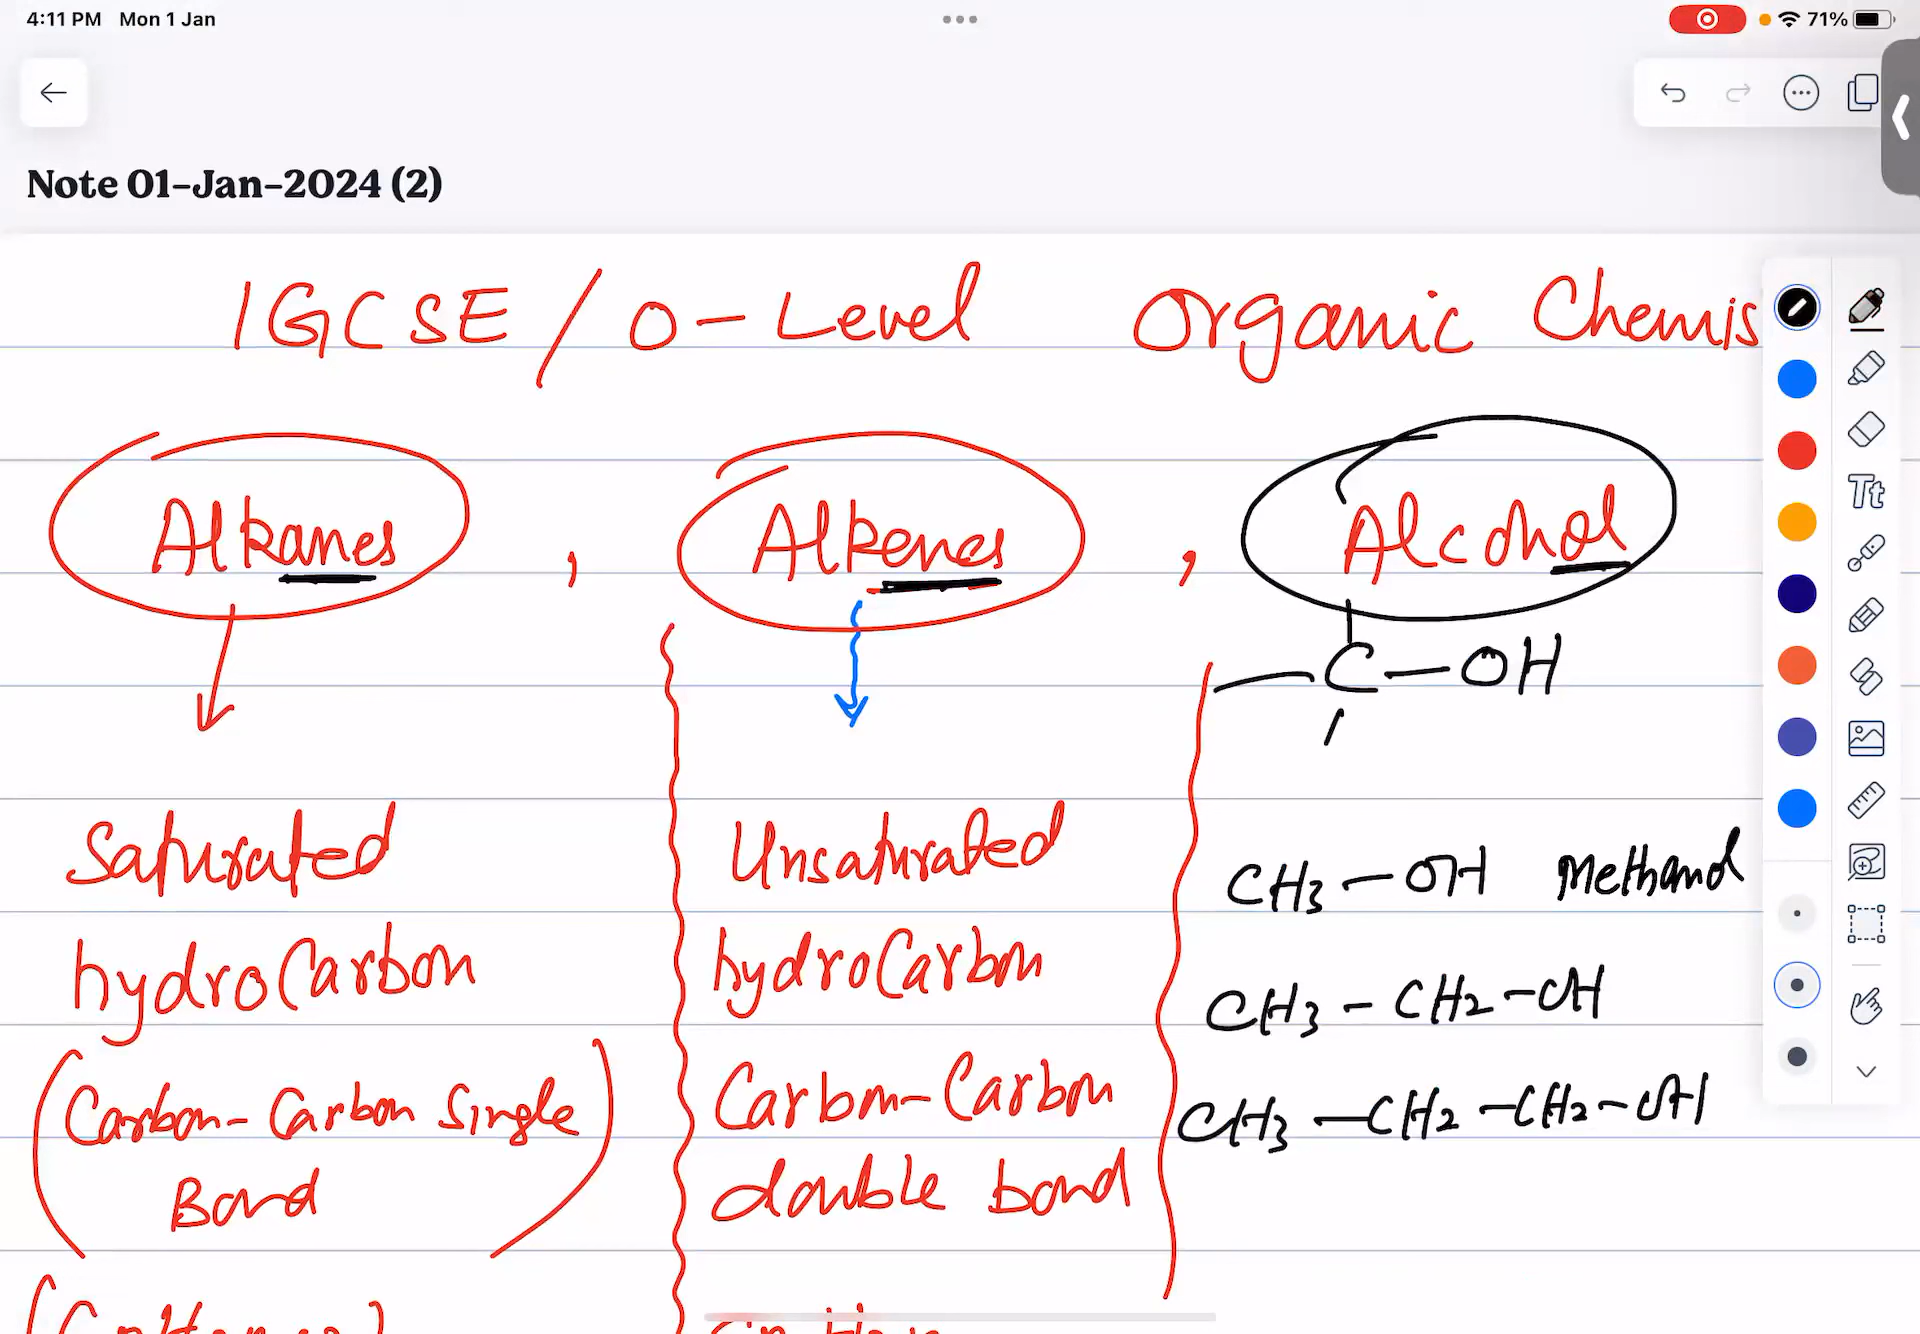 4:11 PM Mon 1 Jan
71%
Note 01-Jan-2024 (2)
IGCSE / O-Level Organic Chemis
Alkanes , Alkenes , Alcohol
C-OH
Saturated
hydroCarbon
(Carbon-Carbon Single
Bond)
Unsaturated
hydroCarbon
Carbon-Carbon
double bond
CH3-OH Methanol
CH3-CH2-OH
CH3-CH2-CH2-OH
Tt